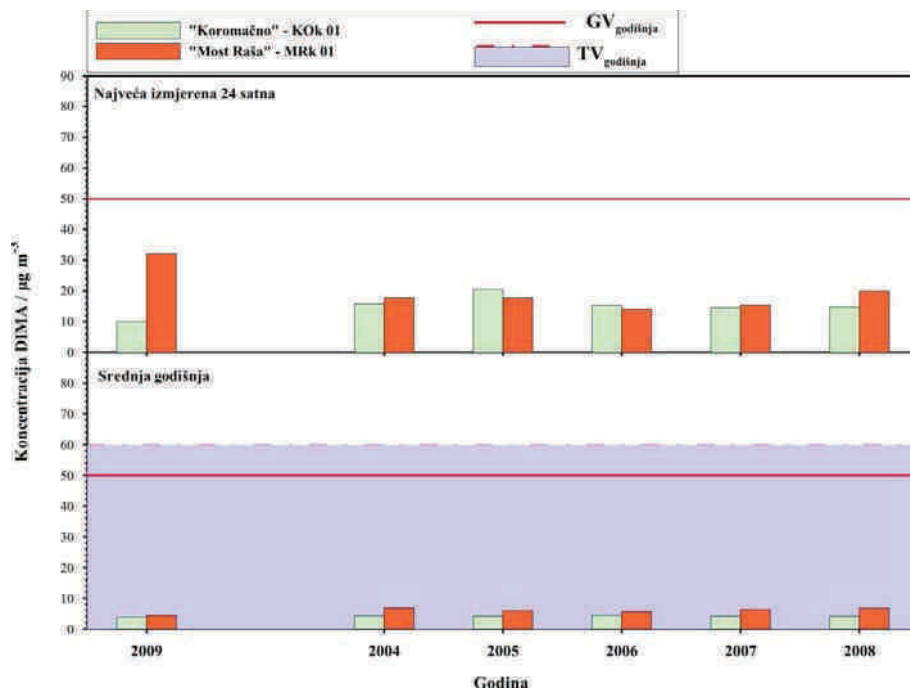 "Koromačno" - KOk 01
"Most Raša" - MRk 01
GVgodišnja
TVgodišnja
Koncentracija DIMA / µg m-3
Najveća izmjerena 24 satna
90
80
70
60
50
40
30
20
10
0
Srednja godišnja
80
70
60
50
40
30
20
10
0
2009 2004 2005 2006 2007 2008
Godina